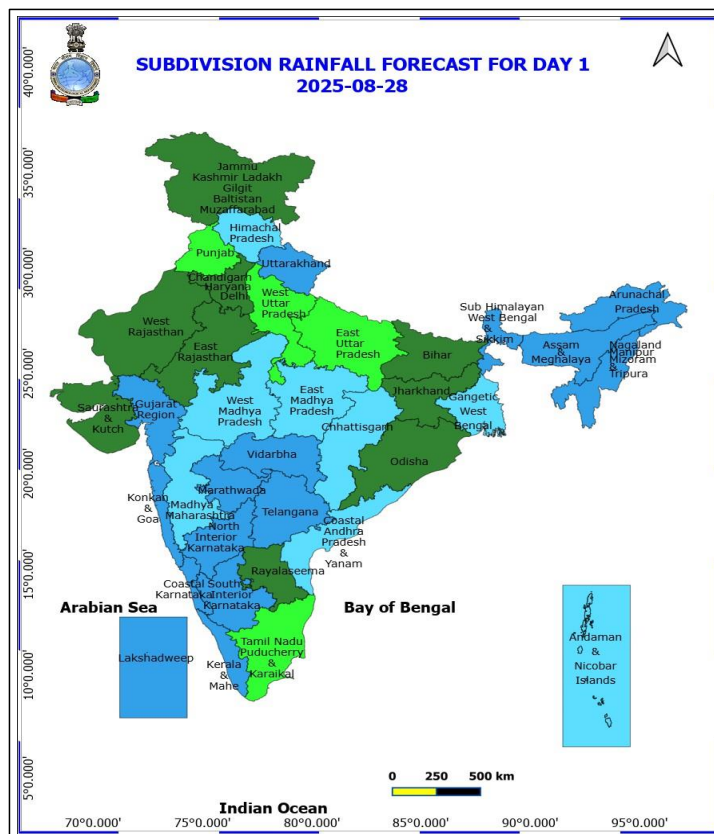 SUBDIVISION RAINFALL FORECAST FOR DAY 1
2025-08-28
40°0.000'
35°0.000'
30°0.000'
25°0.000'
20°0.000'
15°0.000'
10°0.000'
5°0.000'
Jammu
Kashmir Ladakh
Gilgit
Baltistan
Muzaffarabad
Himachal
Pradesh
Punjab
Uttarakhand
Chandigarh
Haryana
Delhi
West
Uttar
Pradesh
East
Uttar
Pradesh
West
Rajasthan
East
Rajasthan
Bihar
Sub Himalayan
West Bengal
&
Sikkim
Arunachal
Pradesh
Assam
&
Meghalaya
Nagaland
Manipur
Mizoram
&
Tripura
Saurashtra
&
Kutch
Gujarat
Region
West
Madhya
Pradesh
East
Madhya
Pradesh
Jharkhand
Gangetic
West
Bengal
Chhattisgarh
Odisha
Vidarbha
Konkan
&
Goa
Madhya
Maharashtra
Marathwada
Telangana
North
Interior
Karnataka
Coastal
Andhra
Pradesh
&
Yanam
Rayalaseema
Coastal
Karnataka
South
Interior
Karnataka
Arabian Sea
Bay of Bengal
Lakshadweep
Kerala
&
Mahe
Tamil Nadu
Puducherry
&
Karaikal
Andaman
&
Nicobar
Islands
0 250 500 km
Indian Ocean
70°0.000' 75°0.000' 80°0.000' 85°0.000' 90°0.000' 95°0.000'